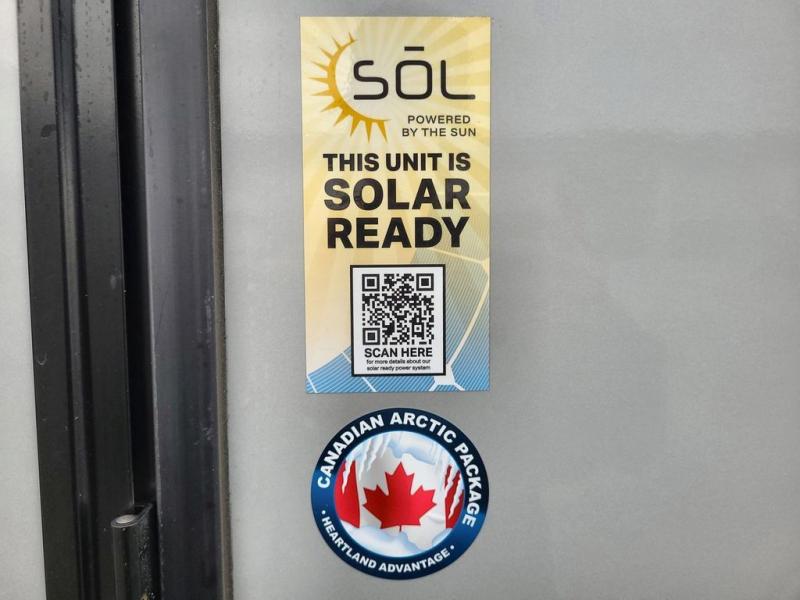 SŌL
POWERED
BY THE SUN
THIS UNIT IS
SOLAR
READY
SCAN HERE
for more details about our
solar ready power system
CANADIAN ARCTIC PACKAGE
• HEARTLAND ADVANTAGE •